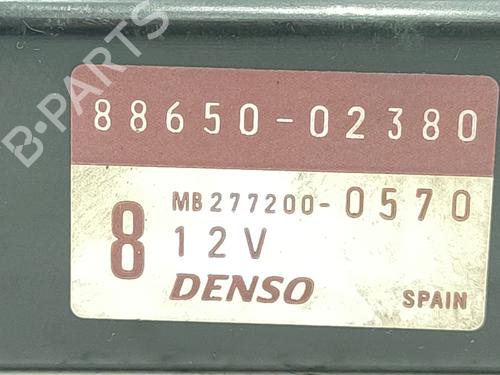 B-PARTS
88650-02380
MB277200-0570
8
12V
DENSO
SPAIN